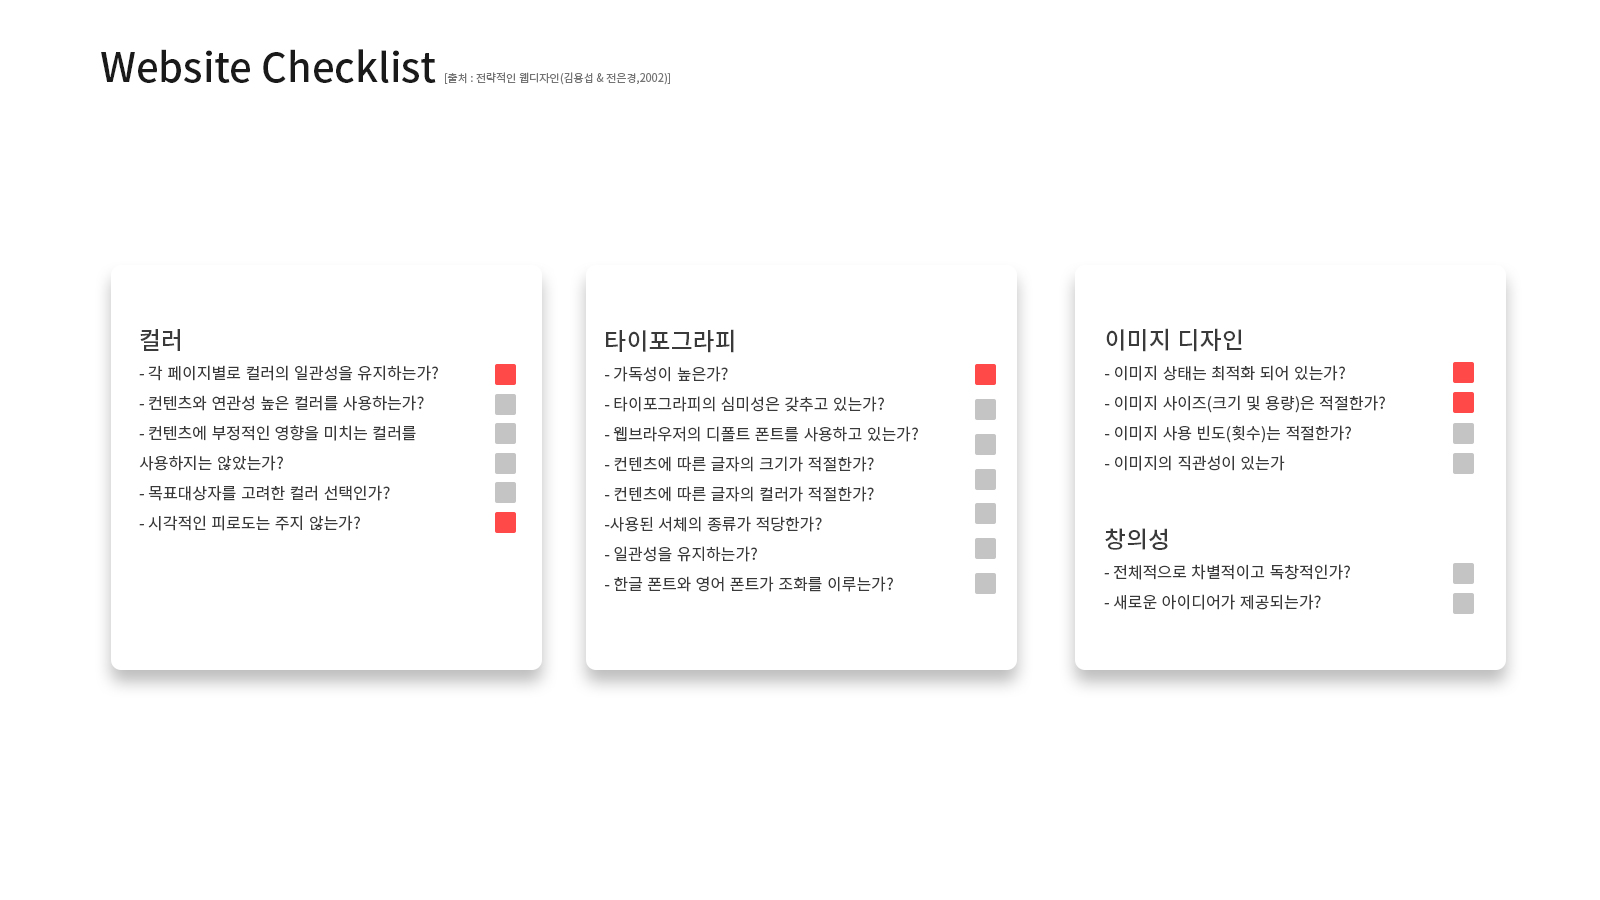 Website Checklist [출처 : 전략적인 웹디자인(김용섭 & 전은경,2002)]
컬러
- 각 페이지별로 컬러의 일관성을 유지하는가?
- 컨텐츠와 연관성 높은 컬러를 사용하는가?
- 컨텐츠에 부정적인 영향을 미치는 컬러를
사용하지는 않았는가?
- 목표대상자를 고려한 컬러 선택인가?
- 시각적인 피로도는 주지 않는가?
타이포그라피
- 가독성이 높은가?
- 타이포그라피의 심미성은 갖추고 있는가?
- 웹브라우저의 디폴트 폰트를 사용하고 있는가?
- 컨텐츠에 따른 글자의 크기가 적절한가?
- 컨텐츠에 따른 글자의 컬러가 적절한가?
-사용된 서체의 종류가 적당한가?
- 일관성을 유지하는가?
- 한글 폰트와 영어 폰트가 조화를 이루는가?
이미지 디자인
- 이미지 상태는 최적화 되어 있는가?
- 이미지 사이즈(크기 및 용량)은 적절한가?
- 이미지 사용 빈도(횟수)는 적절한가?
- 이미지의 직관성이 있는가
창의성
- 전체적으로 차별적이고 독창적인가?
- 새로운 아이디어가 제공되는가?